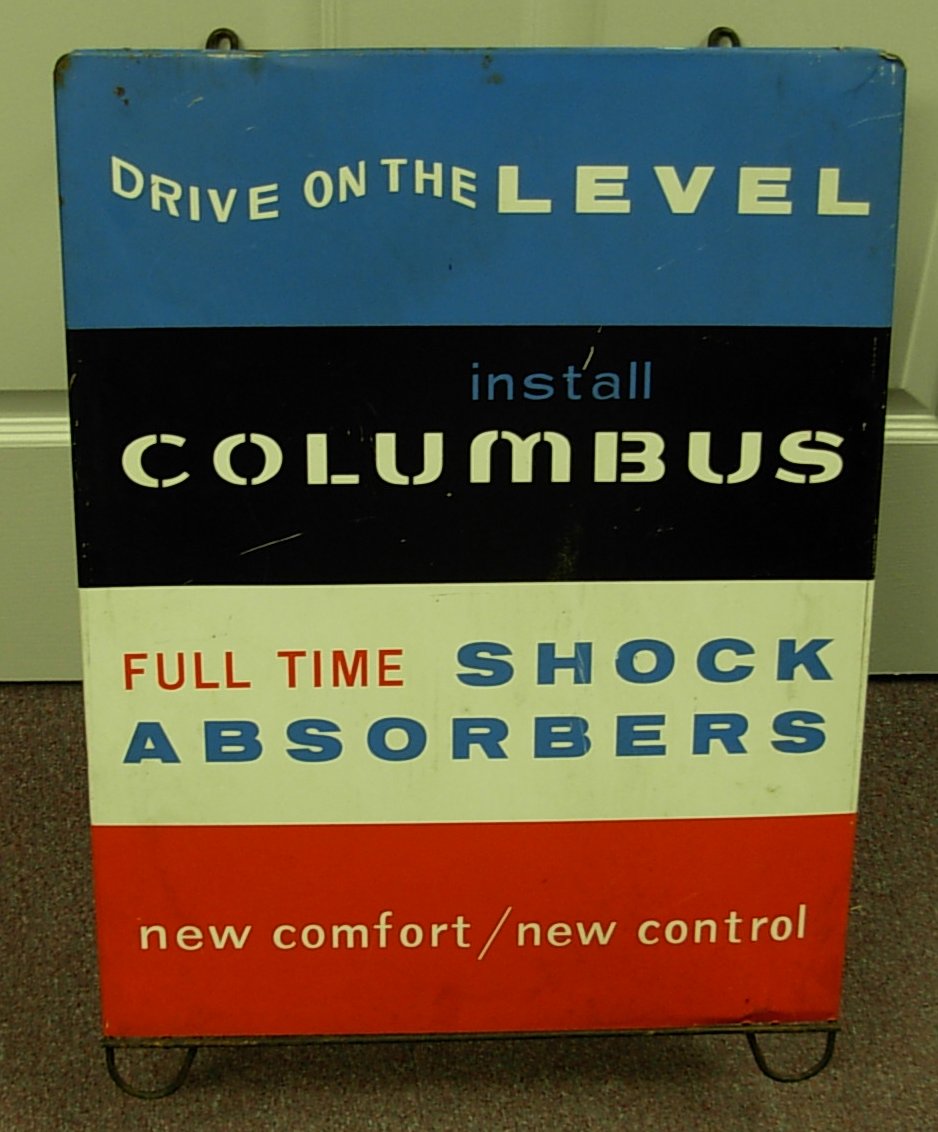 DRIVE ON THE LEVEL
install
COLUMBUS
FULL TIME SHOCK
ABSORBERS
new comfort/new control